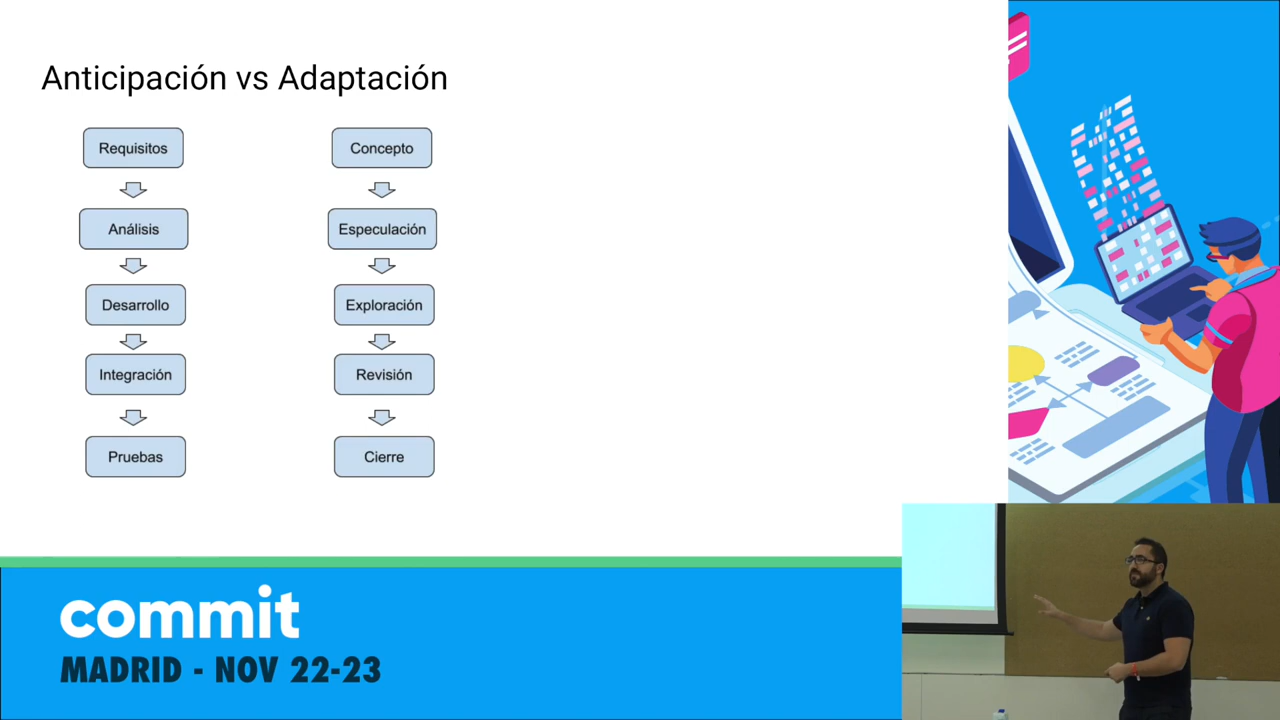 Anticipación vs Adaptación
Requisitos
Análisis
Desarrollo
Integración
Pruebas
Concepto
Especulación
Exploración
Revisión
Cierre
commit
MADRID - NOV 22-23